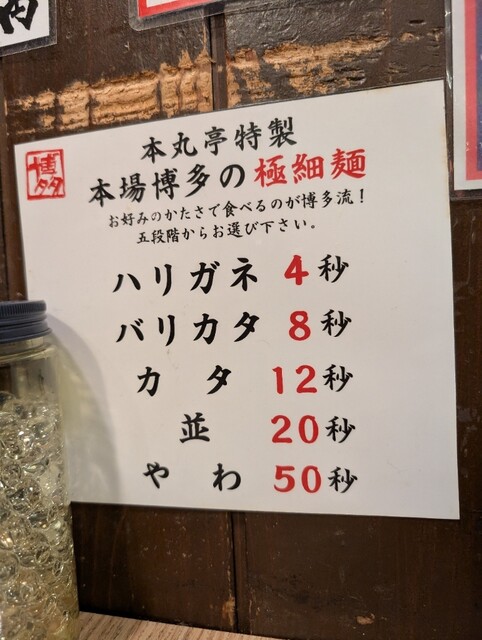 博多
本丸亭特製
本場博多の極細麺
お好みのかたさで食べるのが博多流！
五段階からお選び下さい。
ハリガネ 4秒
バリカタ 8秒
カタ 12秒
並 20秒
やわ 50秒